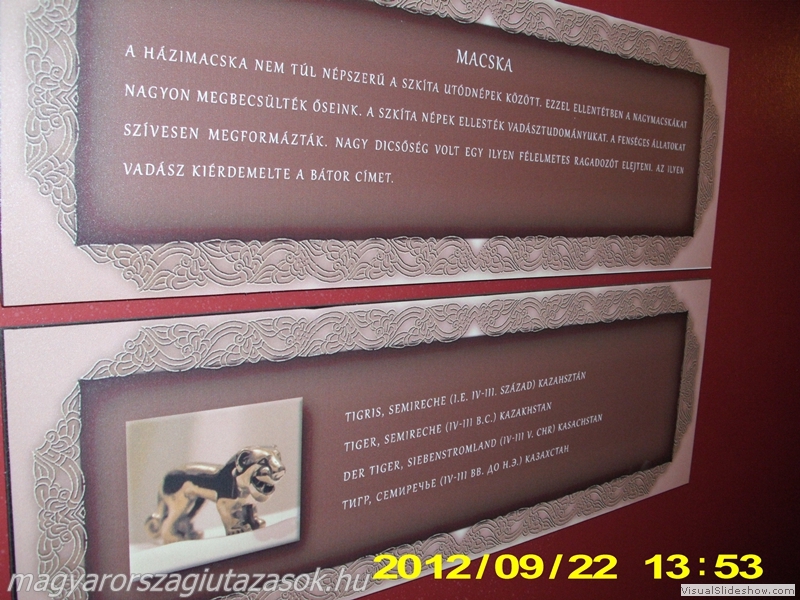 MACSKA
A HÁZIMACSKA NEM TÚL NÉPSZERŰ A SZKÍTA UTÓDNÉPEK KÖZÖTT. EZZEL ELLENTÉTBEN A NAGYMACSKÁKAT
NAGYON MEGBECSÜLTÉK ŐSEINK. A SZKÍTA NÉPEK ELLESTÉK VADÁSZTUDOMÁNYUKAT. A FENSÉGES ÁLLATOKAT
SZÍVESEN MEGFORMÁZTÁK. NAGY DICSŐSÉG VOLT EGY ILYEN FÉLELMETES RAGADOZÓT ELEJTENI. AZ ILYEN
VADÁSZ KIÉRDEMELTE A BÁTOR CÍMET.
TIGRIS, SEMIRECHE (I.E. IV-III. SZÁZAD) KAZAHSZTÁN
TIGER, SEMIRECHE (IV-III B.C.) KAZAKHSTAN
DER TIGER, SIEBENSTROMLAND (IV-III V. CHR) KASACHSTAN
ТИГР, СЕМИРЕЧЬЕ (IV-III ВВ. ДО Н.Э.) КАЗАХСТАН
magyarorszagiutazasok.hu
2012/09/22 13:53
VisualSlideshow.com